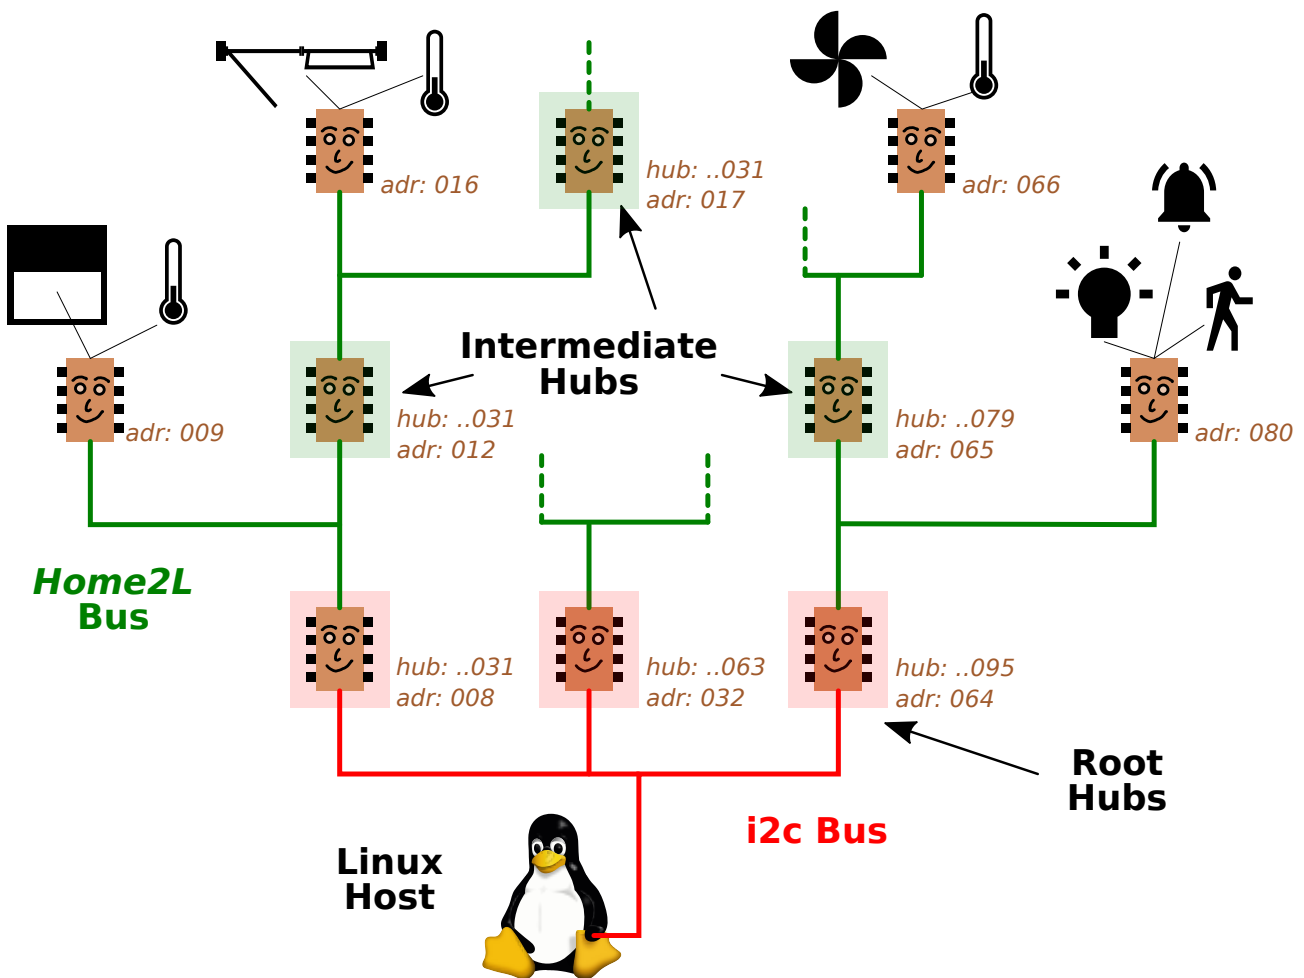 adr: 016
hub: ..031
adr: 017
adr: 066
Intermediate
Hubs
adr: 009
hub: ..031
adr: 012
hub: ..079
adr: 065
adr: 080
Home2L
Bus
hub: ..031
adr: 008
hub: ..063
adr: 032
hub: ..095
adr: 064
Root
Hubs
i2c Bus
Linux
Host